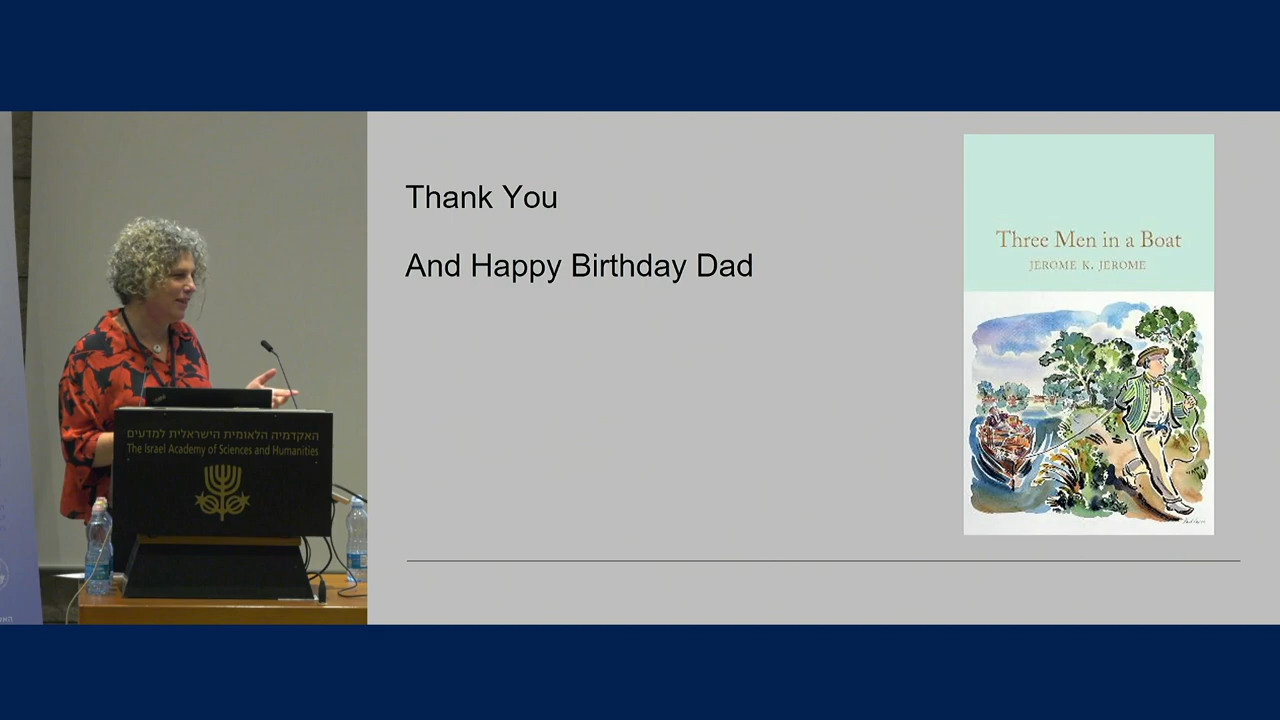 Thank You
And Happy Birthday Dad
Three Men in a Boat
JEROME K. JEROME
האקדמיה הלאומית הישראלית למדעים
The Israel Academy of Sciences and Humanities